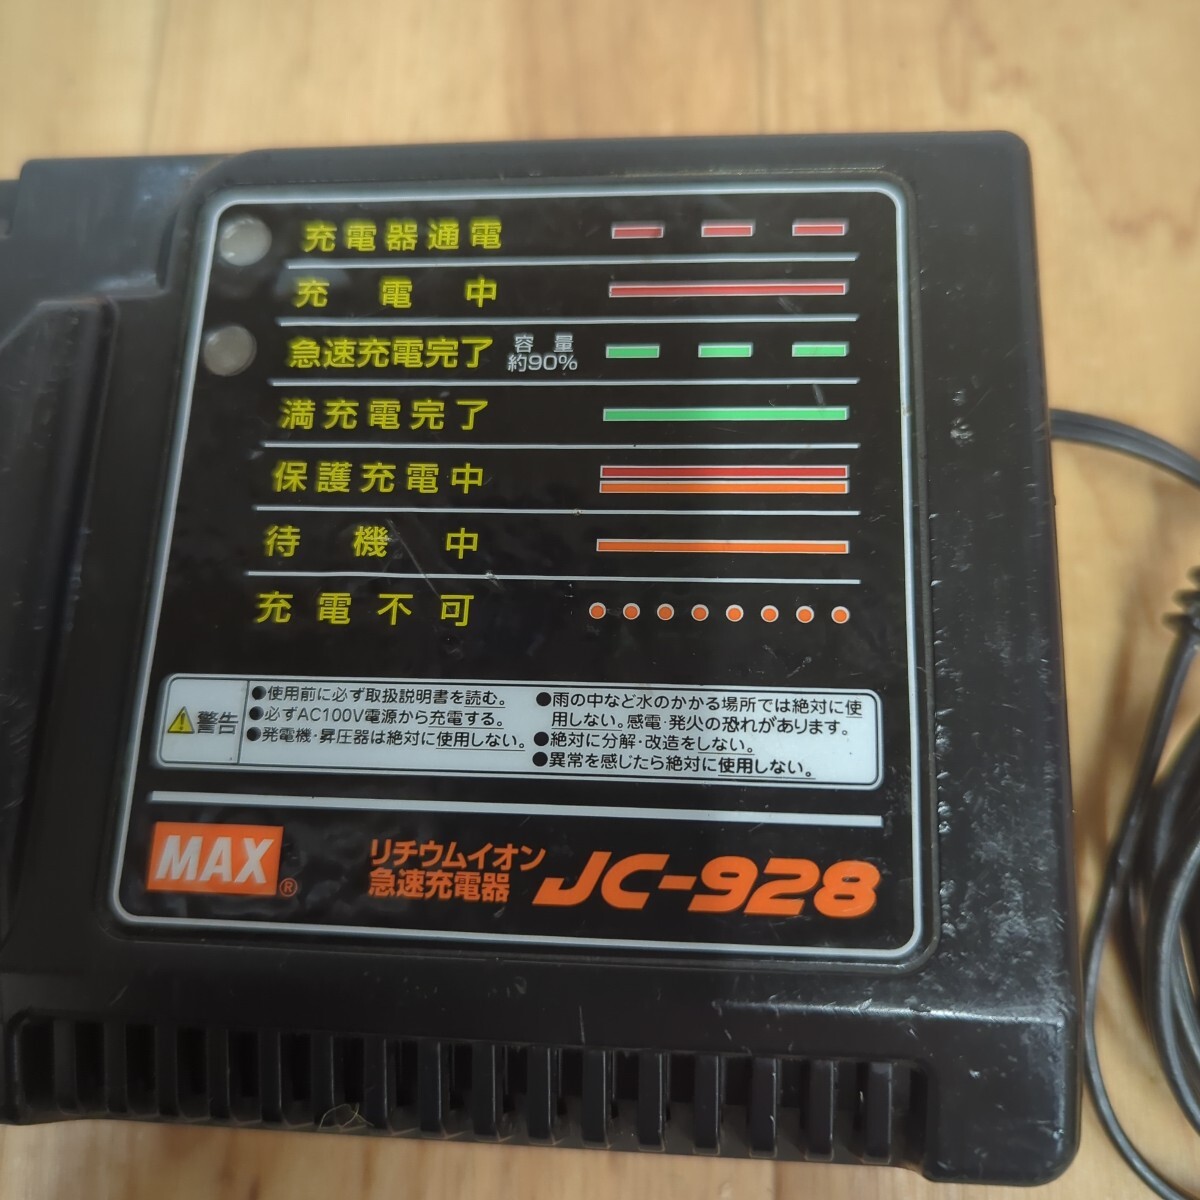 充電器通電
充電中
急速充電完了 容量
約90%
満充電完了
保護充電中
待機中
充電不可
警告
●使用前に必ず取扱説明書を読む。
●必ずAC100V電源から充電する。
●発電機・昇圧器は絶対に使用しない。
●雨の中など水のかかる場所では絶対に使
用しない。感電・発火の恐れがあります。
●絶対に分解・改造をしない。
●異常を感じたら絶対に使用しない。
MAX®
リチウムイオン
急速充電器
JC-928